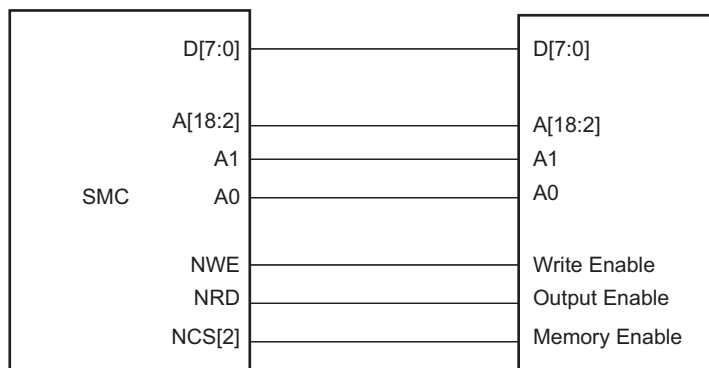 D[7:0] D[7:0]
A[18:2] A[18:2]
A1 A1
SMC A0 A0
NWE Write Enable
NRD Output Enable
NCS[2] Memory Enable